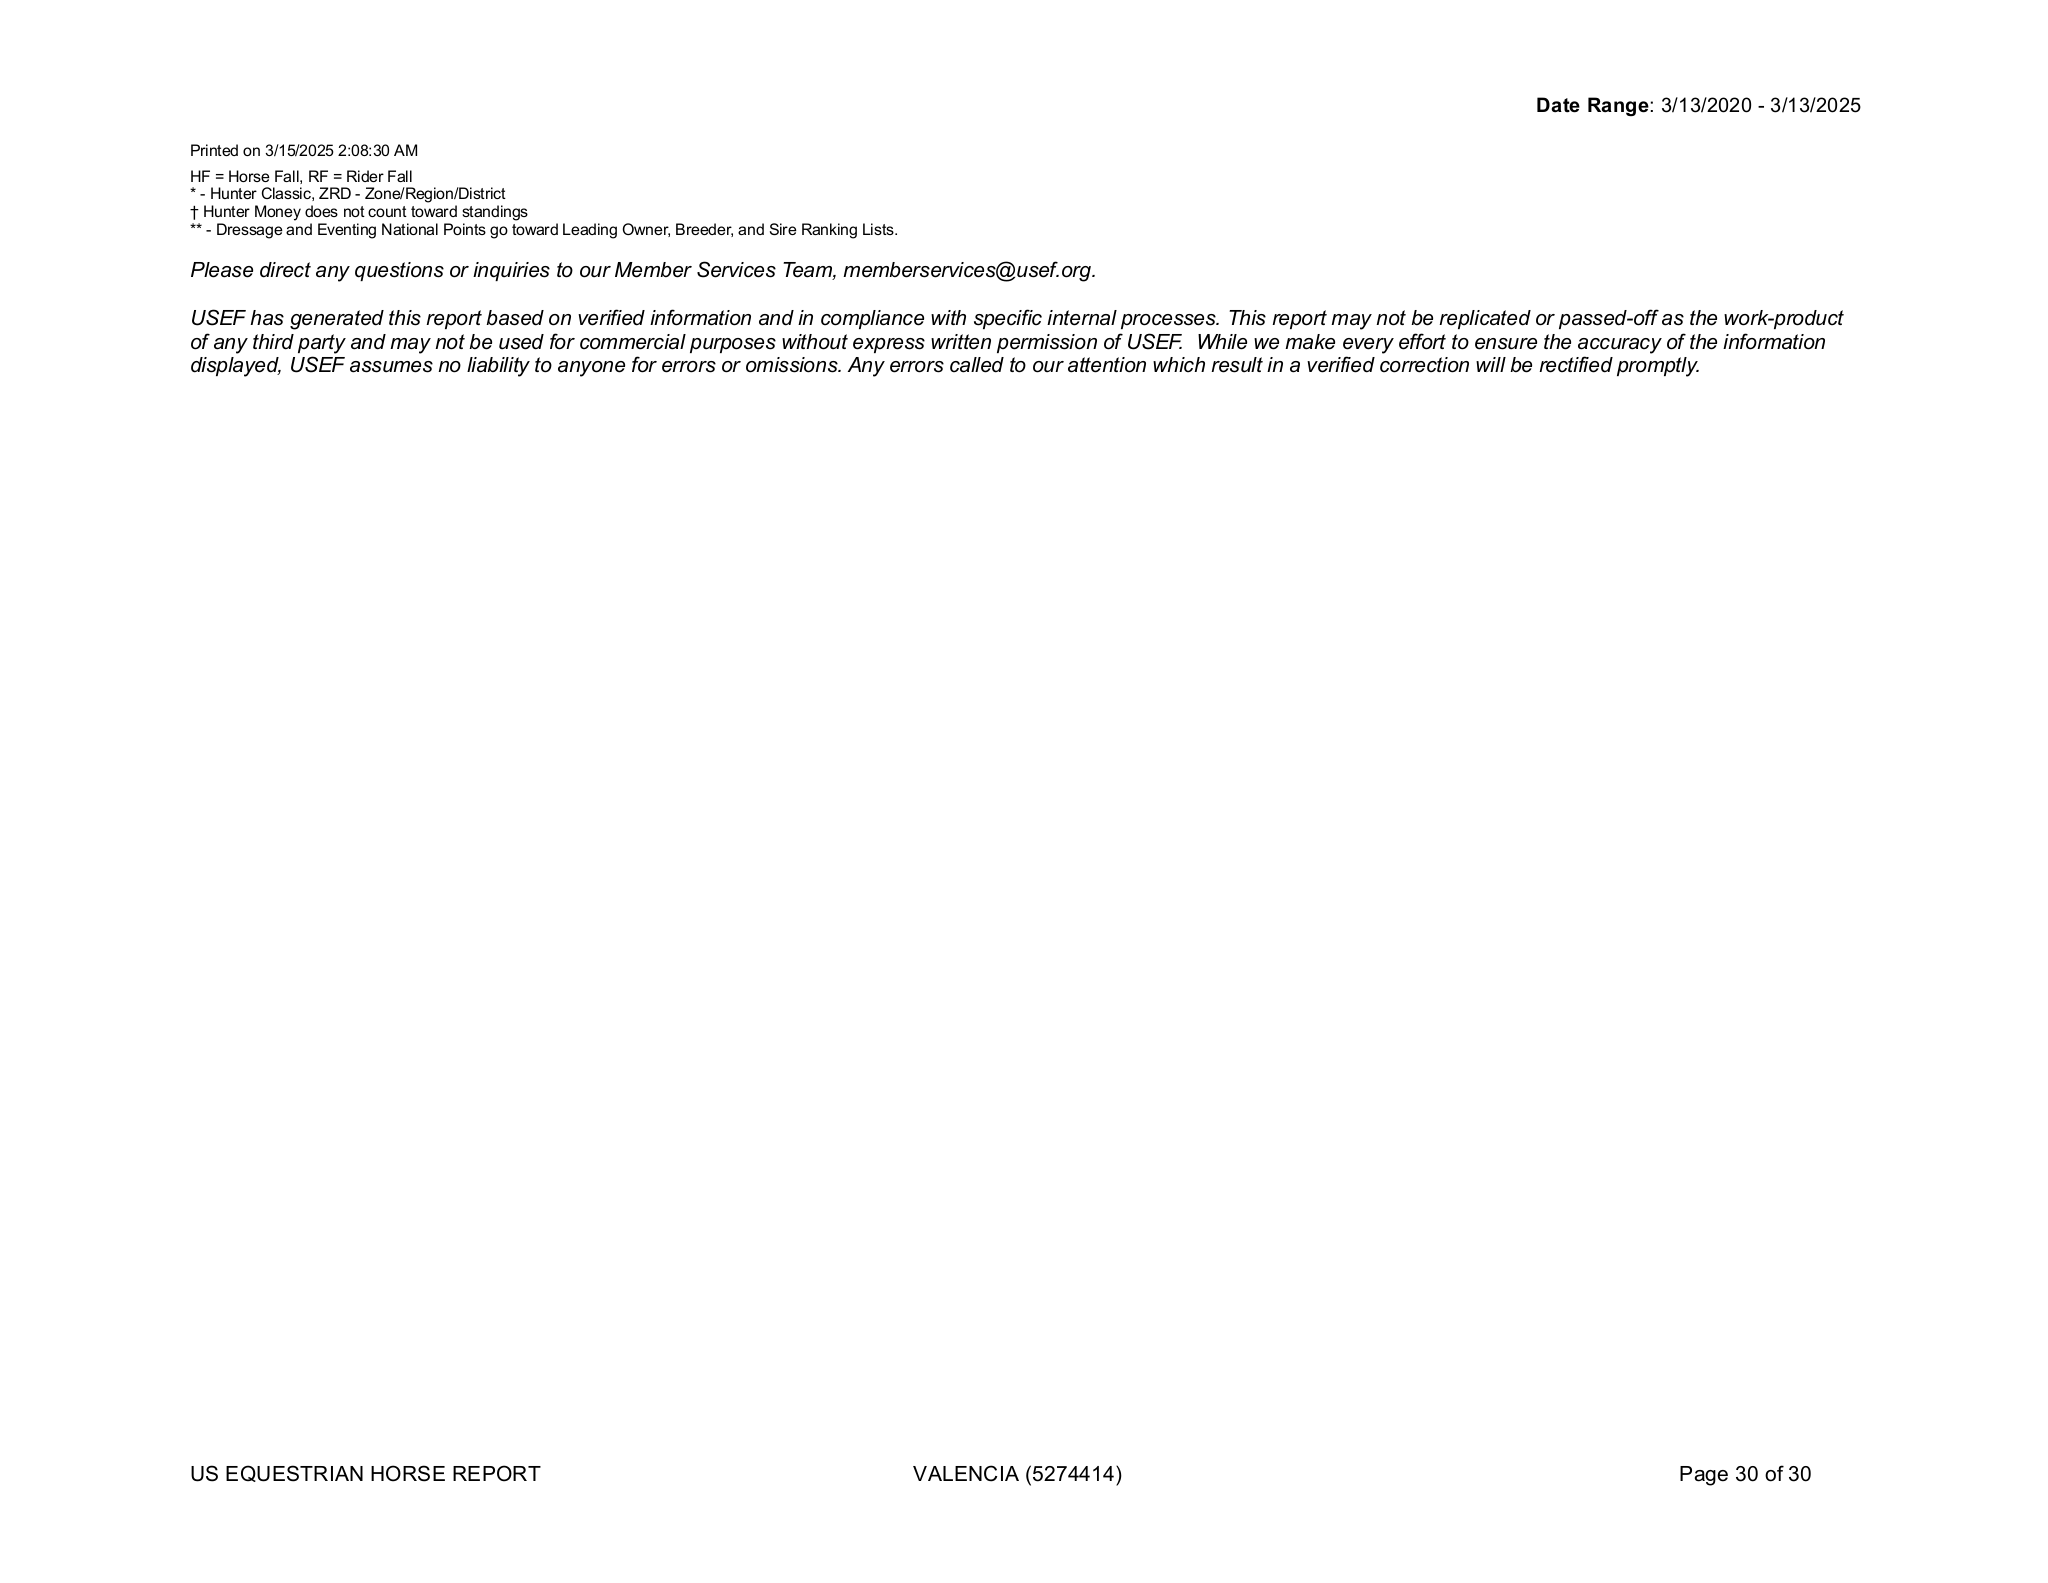 Date Range: 3/13/2020 - 3/13/2025
Printed on 3/15/2025 2:08:30 AM
HF = Horse Fall, RF = Rider Fall
* - Hunter Classic, ZRD - Zone/Region/District
† Hunter Money does not count toward standings
** - Dressage and Eventing National Points go toward Leading Owner, Breeder, and Sire Ranking Lists.
Please direct any questions or inquiries to our Member Services Team, memberservices@usef.org.
USEF has generated this report based on verified information and in compliance with specific internal processes. This report may not be replicated or passed-off as the work-product
of any third party and may not be used for commercial purposes without express written permission of USEF.  While we make every effort to ensure the accuracy of the information
displayed, USEF assumes no liability to anyone for errors or omissions. Any errors called to our attention which result in a verified correction will be rectified promptly.
US EQUESTRIAN HORSE REPORT
VALENCIA (5274414)
Page 30 of 30